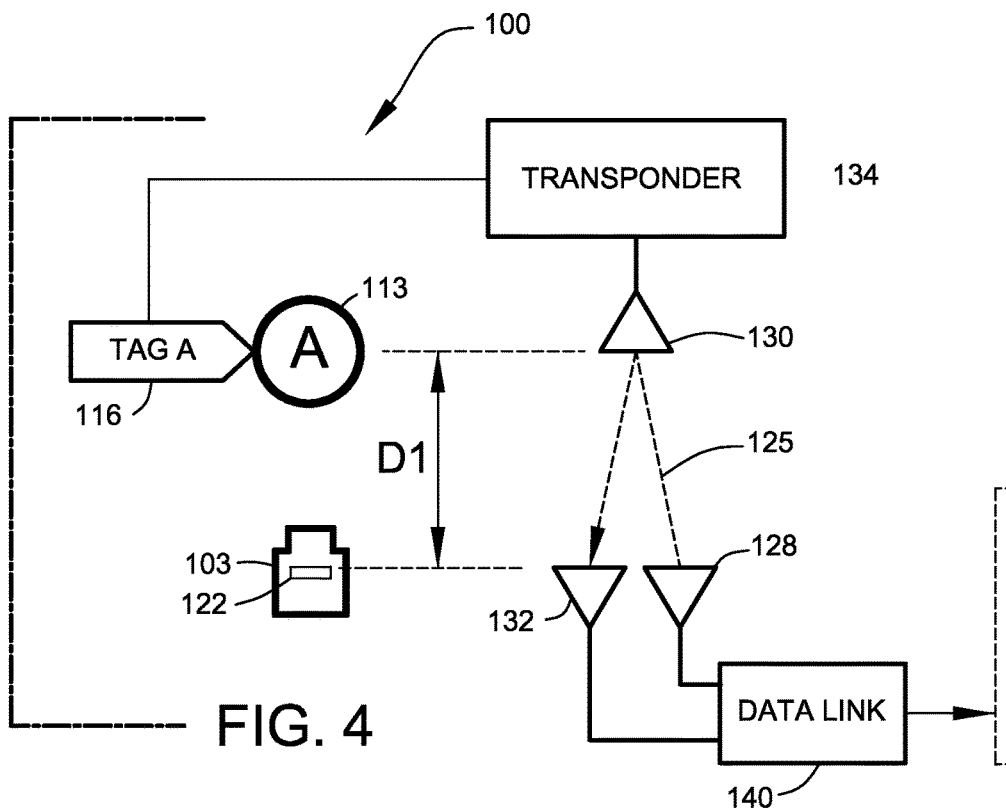 100
TRANSPONDER
134
113
TAG A
A
130
116
D1
125
103
128
122
132
DATA LINK
FIG. 4
140